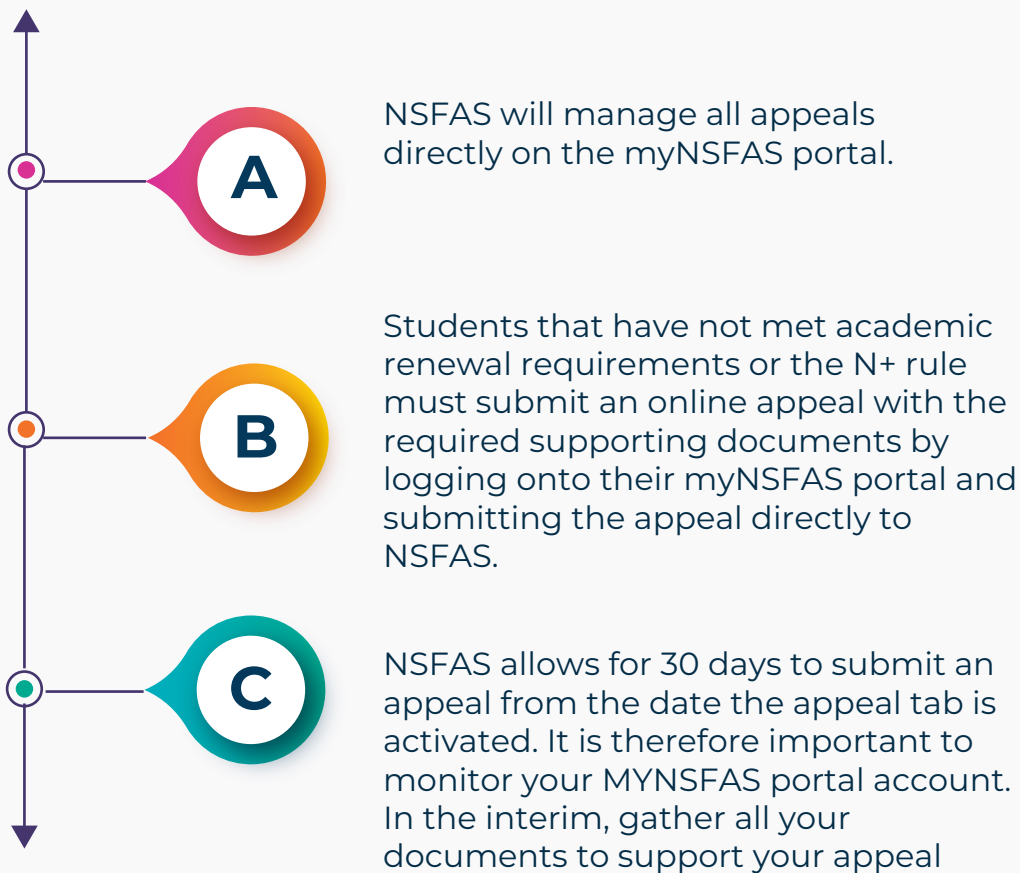 A
NSFAS will manage all appeals
directly on the myNSFAS portal.
B
Students that have not met academic
renewal requirements or the N+ rule
must submit an online appeal with the
required supporting documents by
logging onto their myNSFAS portal and
submitting the appeal directly to
NSFAS.
C
NSFAS allows for 30 days to submit an
appeal from the date the appeal tab is
activated. It is therefore important to
monitor your MYNSFAS portal account.
In the interim, gather all your
documents to support your appeal